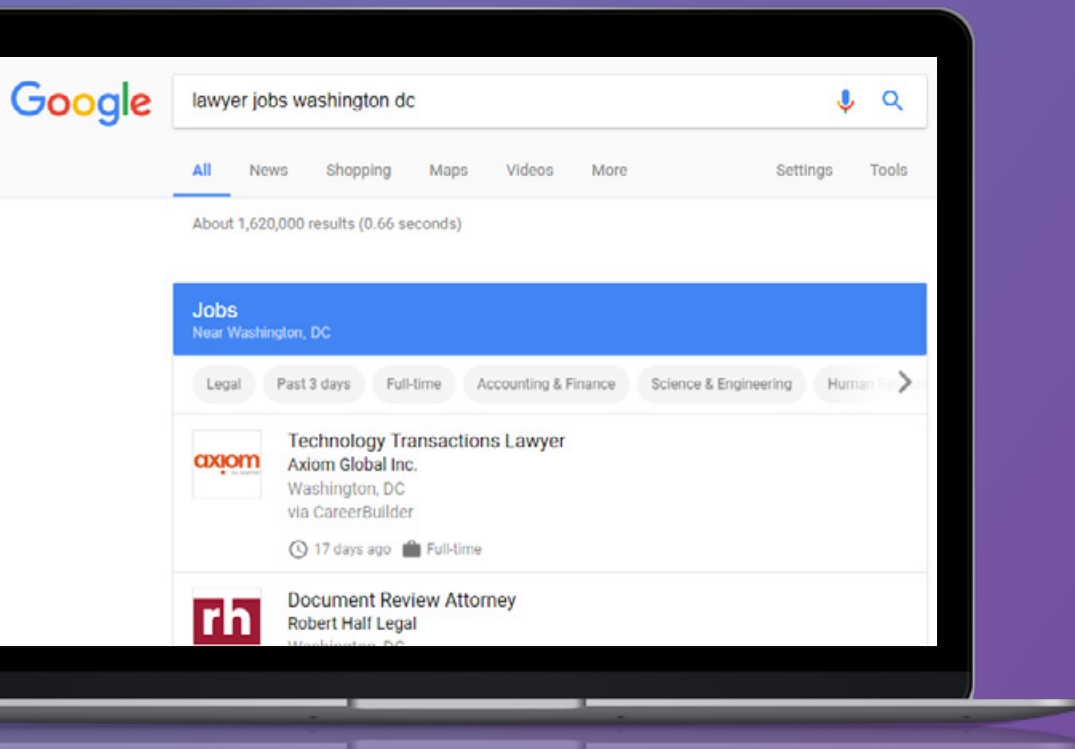 Google
lawyer jobs washington dc
All News Shopping Maps Videos More Settings Tools
About 1,620,000 results (0.66 seconds)
Jobs
Near Washington, DC
Legal Past 3 days Full-time Accounting & Finance Science & Engineering Human
axiom
Technology Transactions Lawyer
Axiom Global Inc.
Washington, DC
via CareerBuilder
17 days ago Full-time
rh
Document Review Attorney
Robert Half Legal
Washington, DC